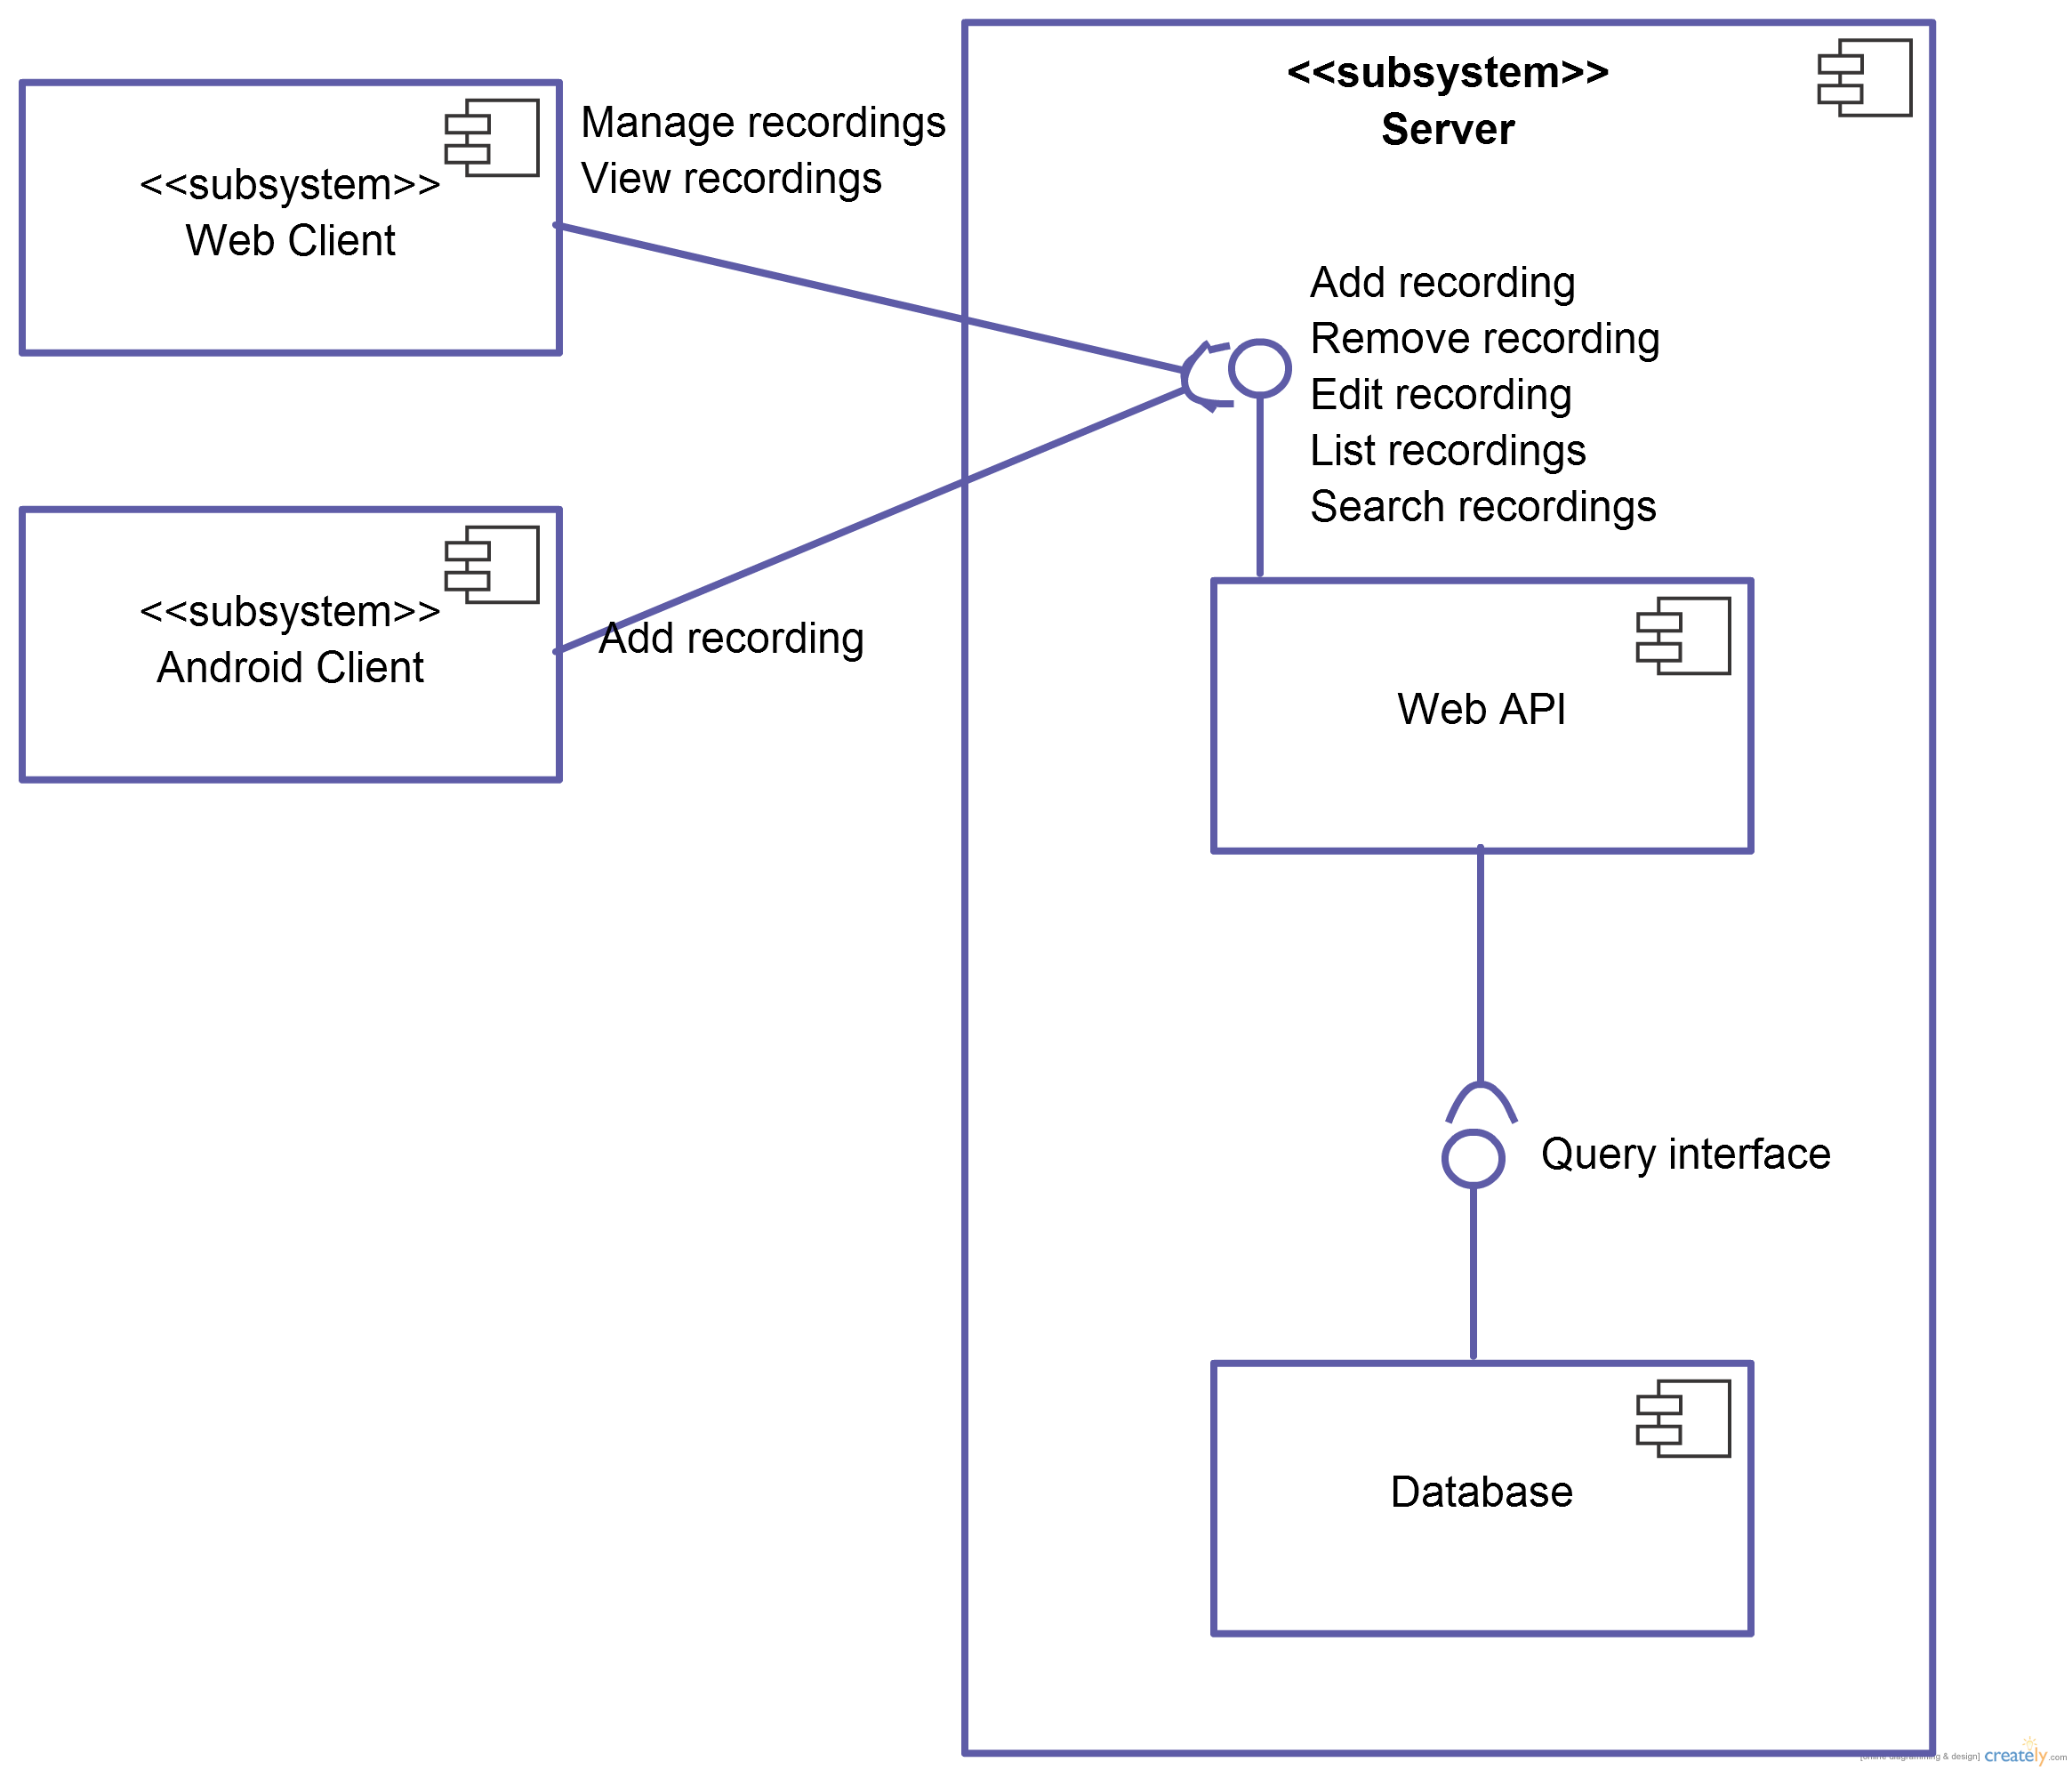 <<subsystem>>
Server
<<subsystem>>
Web Client
Manage recordings
View recordings
Add recording
Remove recording
Edit recording
List recordings
Search recordings
<<subsystem>>
Android Client
Add recording
Web API
Query interface
Database
[online diagramming & design] creately.com